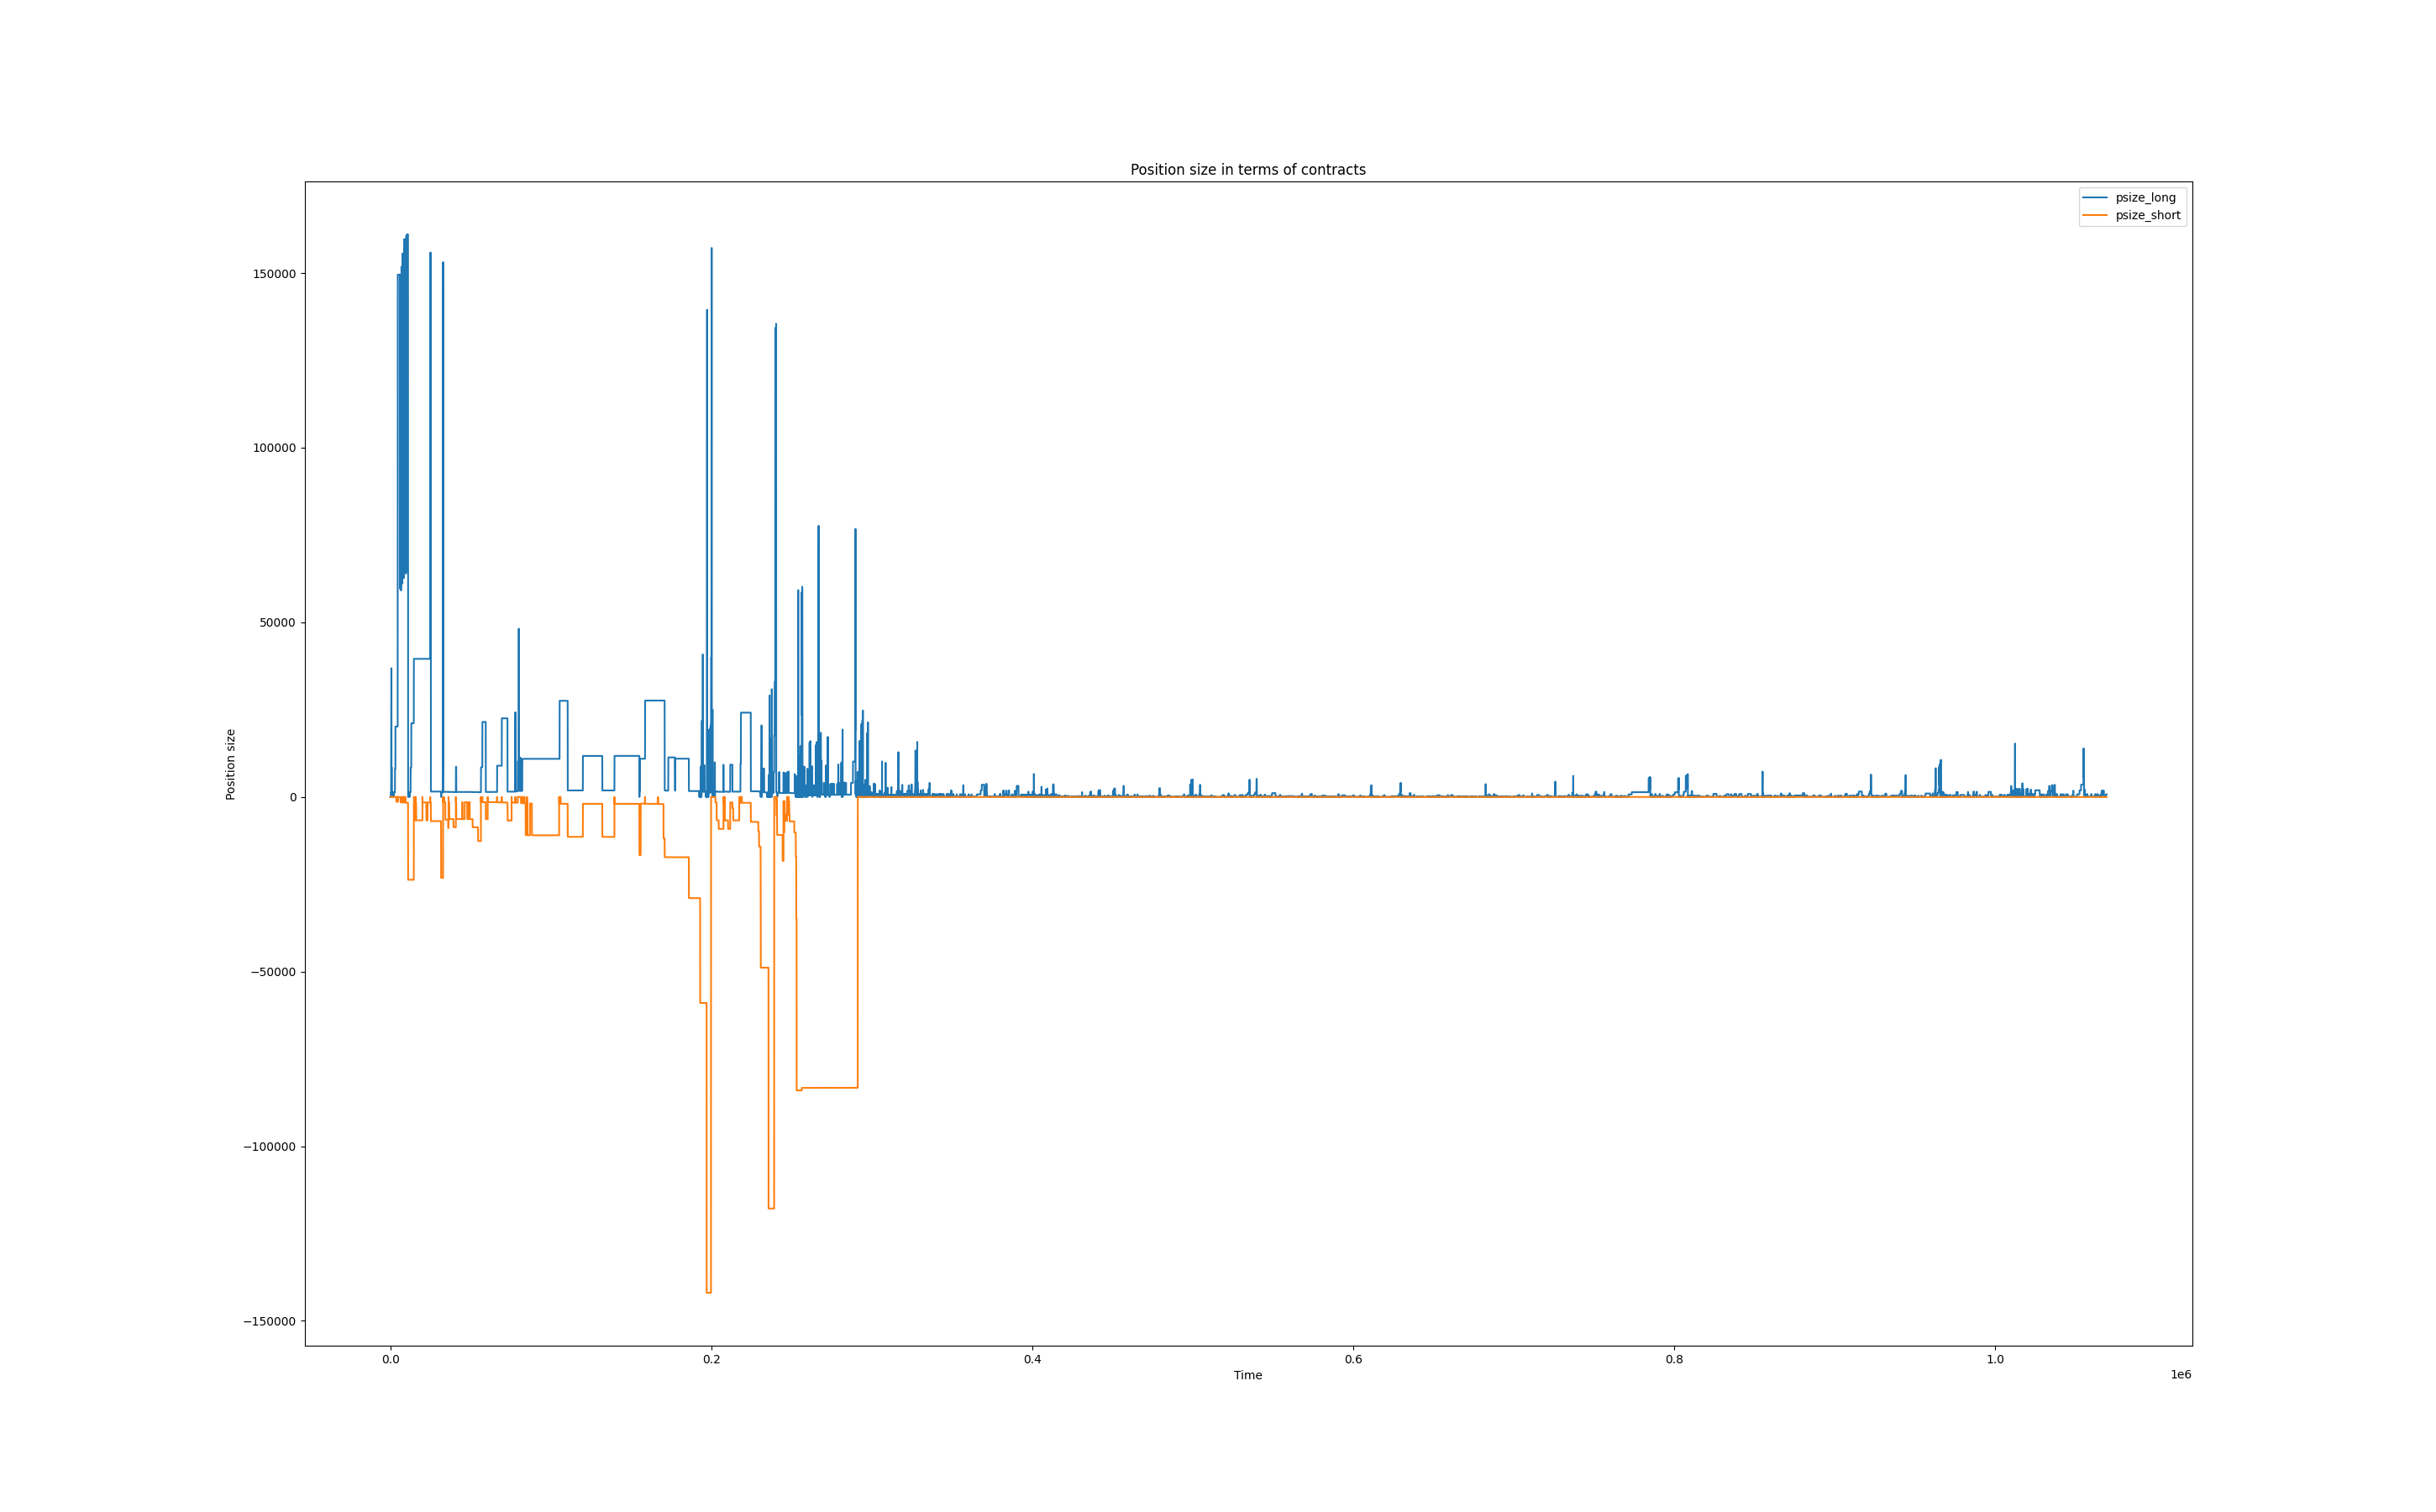 Position size in terms of contracts
psize_long
psize_short
150000
100000
50000
0
−50000
−100000
−150000
Position size
0.0
0.2
0.4
0.6
0.8
1.0
1e6
Time